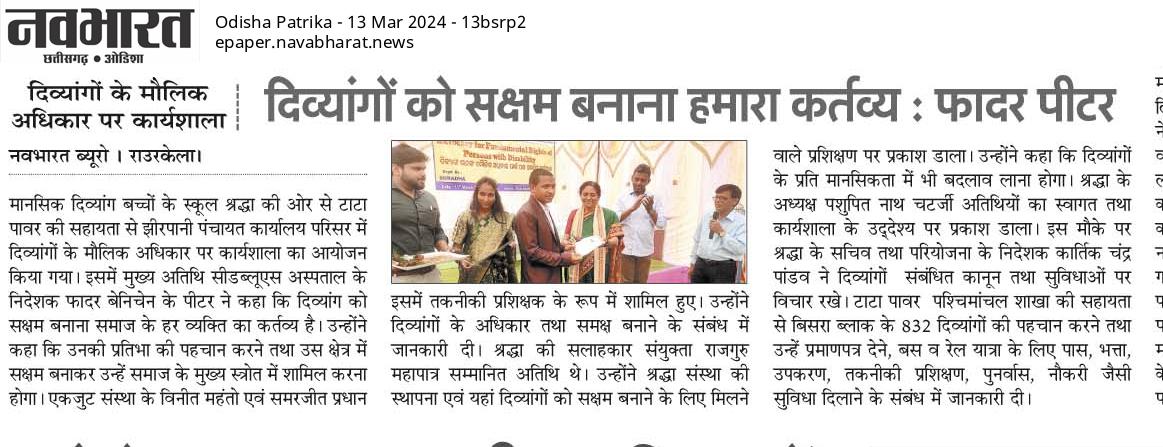 नवभारत
छत्तीसगढ़ • ओडिशा
Odisha Patrika - 13 Mar 2024 - 13bsrp2
epaper.navabharat.news
दिव्यांगों के मौलिक
अधिकार पर कार्यशाला
दिव्यांगों को सक्षम बनाना हमारा कर्तव्य : फादर पीटर
नवभारत ब्यूरो । राउरकेला।
मानसिक दिव्यांग बच्चों के स्कूल श्रद्धा की ओर से टाटा
पावर की सहायता से झीरपानी पंचायत कार्यालय परिसर में
दिव्यांगों के मौलिक अधिकार पर कार्यशाला का आयोजन
किया गया। इसमें मुख्य अतिथि सीडब्लूएस अस्पताल के
निदेशक फादर बेनिचेन के पीटर ने कहा कि दिव्यांग को
सक्षम बनाना समाज के हर व्यक्ति का कर्तव्य है। उन्होंने
कहा कि उनकी प्रतिभा की पहचान करने तथा उस क्षेत्र में
सक्षम बनाकर उन्हें समाज के मुख्य स्त्रोत में शामिल करना
होगा। एकजुट संस्था के विनीत महंतो एवं समरजीत प्रधान
for Fundamental Rights of
Persons with Disability
इसमें तकनीकी प्रशिक्षक के रूप में शामिल हुए। उन्होंने
दिव्यांगों के अधिकार तथा समक्ष बनाने के संबंध में
जानकारी दी। श्रद्धा की सलाहकार संयुक्ता राजगुरु
महापात्र सम्मानित अतिथि थे। उन्होंने श्रद्धा संस्था की
स्थापना एवं यहां दिव्यांगों को सक्षम बनाने के लिए मिलने
वाले प्रशिक्षण पर प्रकाश डाला। उन्होंने कहा कि दिव्यांगों
के प्रति मानसिकता में भी बदलाव लाना होगा। श्रद्धा के
अध्यक्ष पशुपित नाथ चटर्जी अतिथियों का स्वागत तथा
कार्यशाला के उद्देश्य पर प्रकाश डाला। इस मौके पर
श्रद्धा के सचिव तथा परियोजना के निदेशक कार्तिक चंद्र
पांडव ने दिव्यांगों संबंधित कानून तथा सुविधाओं पर
विचार रखे। टाटा पावर पश्चिमांचल शाखा की सहायता
से बिसरा ब्लाक के 832 दिव्यांगों की पहचान करने तथा
उन्हें प्रमाणपत्र देने, बस व रेल यात्रा के लिए पास, भत्ता,
उपकरण, तकनीकी प्रशिक्षण, पुनर्वास, नौकरी जैसी
सुविधा दिलाने के संबंध में जानकारी दी।